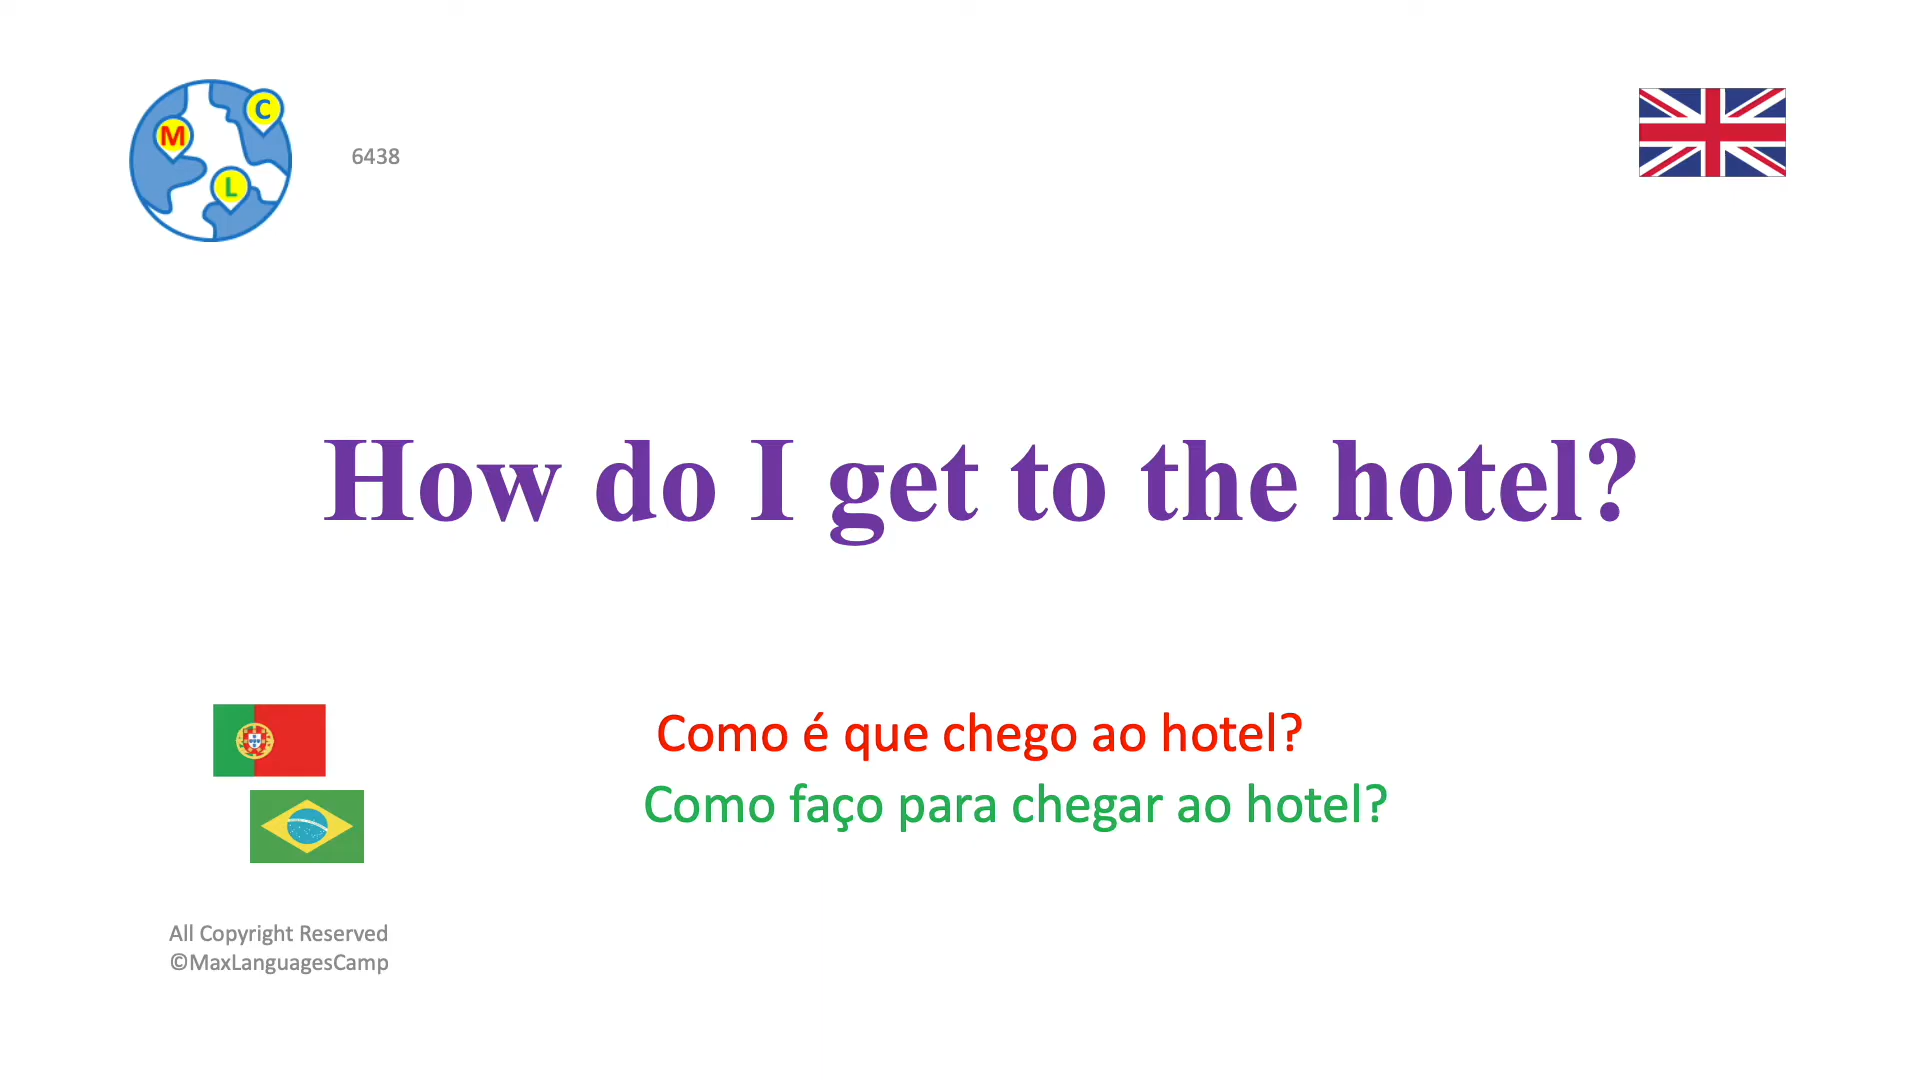 M
C
L
6438
How do I get to the hotel?
Como é que chego ao hotel?
Como faço para chegar ao hotel?
All Copyright Reserved
©MaxLanguagesCamp